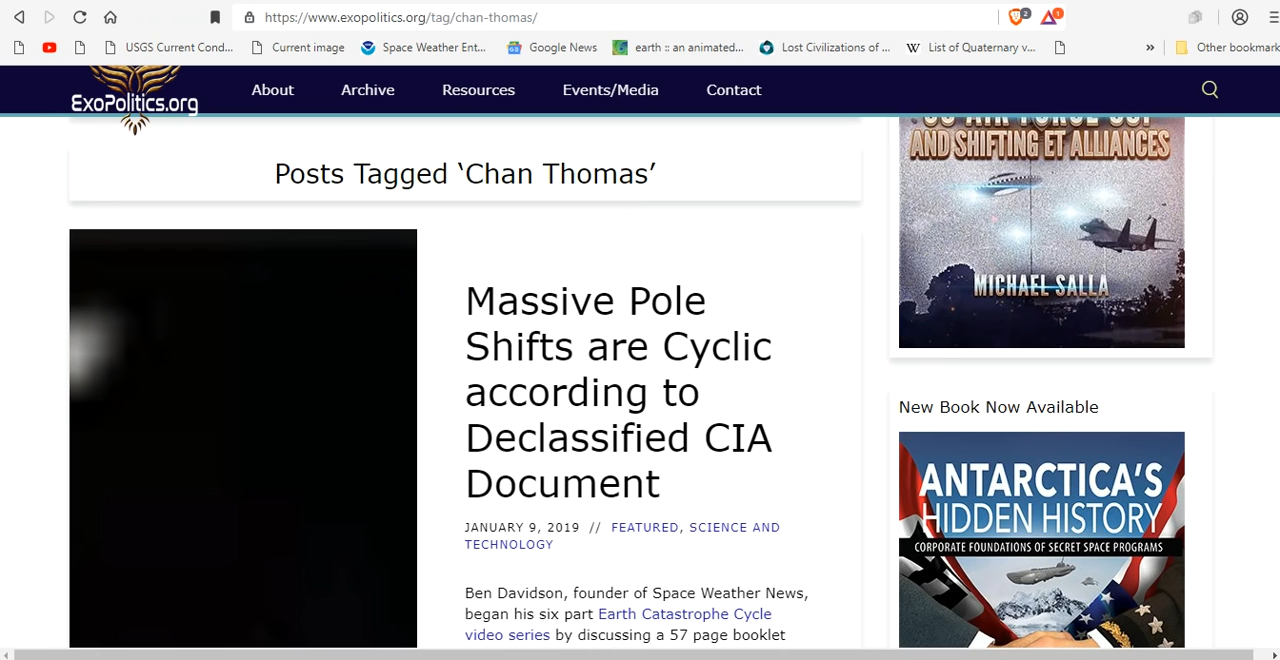 https://www.exopolitics.org/tag/chan-thomas/
2
1
USGS Current Cond...
Current image
Space Weather Ent...
Google News
earth :: an animated...
Lost Civilizations of ...
W
List of Quaternary v...
»
Other bookmark
ExoPolitics.org
About
Archive
Resources
Events/Media
Contact
Posts Tagged ‘Chan Thomas’
Massive Pole
Shifts are Cyclic
according to
Declassified CIA
Document
JANUARY 9, 2019 // FEATURED, SCIENCE AND
TECHNOLOGY
Ben Davidson, founder of Space Weather News,
began his six part Earth Catastrophe Cycle
video series by discussing a 57 page booklet
AND SHIFTING ET ALLIANCES
MICHAEL SALLA
New Book Now Available
ANTARCTICA'S
HIDDEN HISTORY
CORPORATE FOUNDATIONS OF SECRET SPACE PROGRAMS